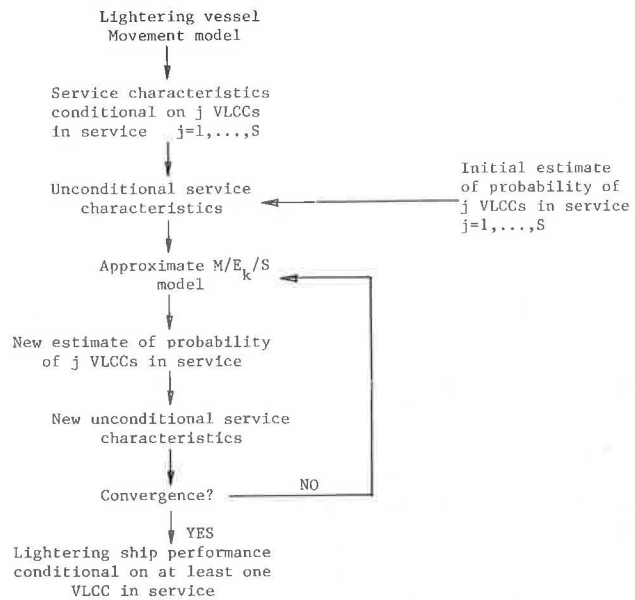 Lightering vessel
Movement model
Service characteristics
conditional on j VLCCs
in service j=1,...,S
Unconditional service
characteristics
Initial estimate
of probability of
j VLCCs in service
j=1,...,S
Approximate M/E_k/S
model
New estimate of probability
of j VLCCs in service
New unconditional service
characteristics
Convergence?
NO
YES
Lightering ship performance
conditional on at least one
VLCC in service